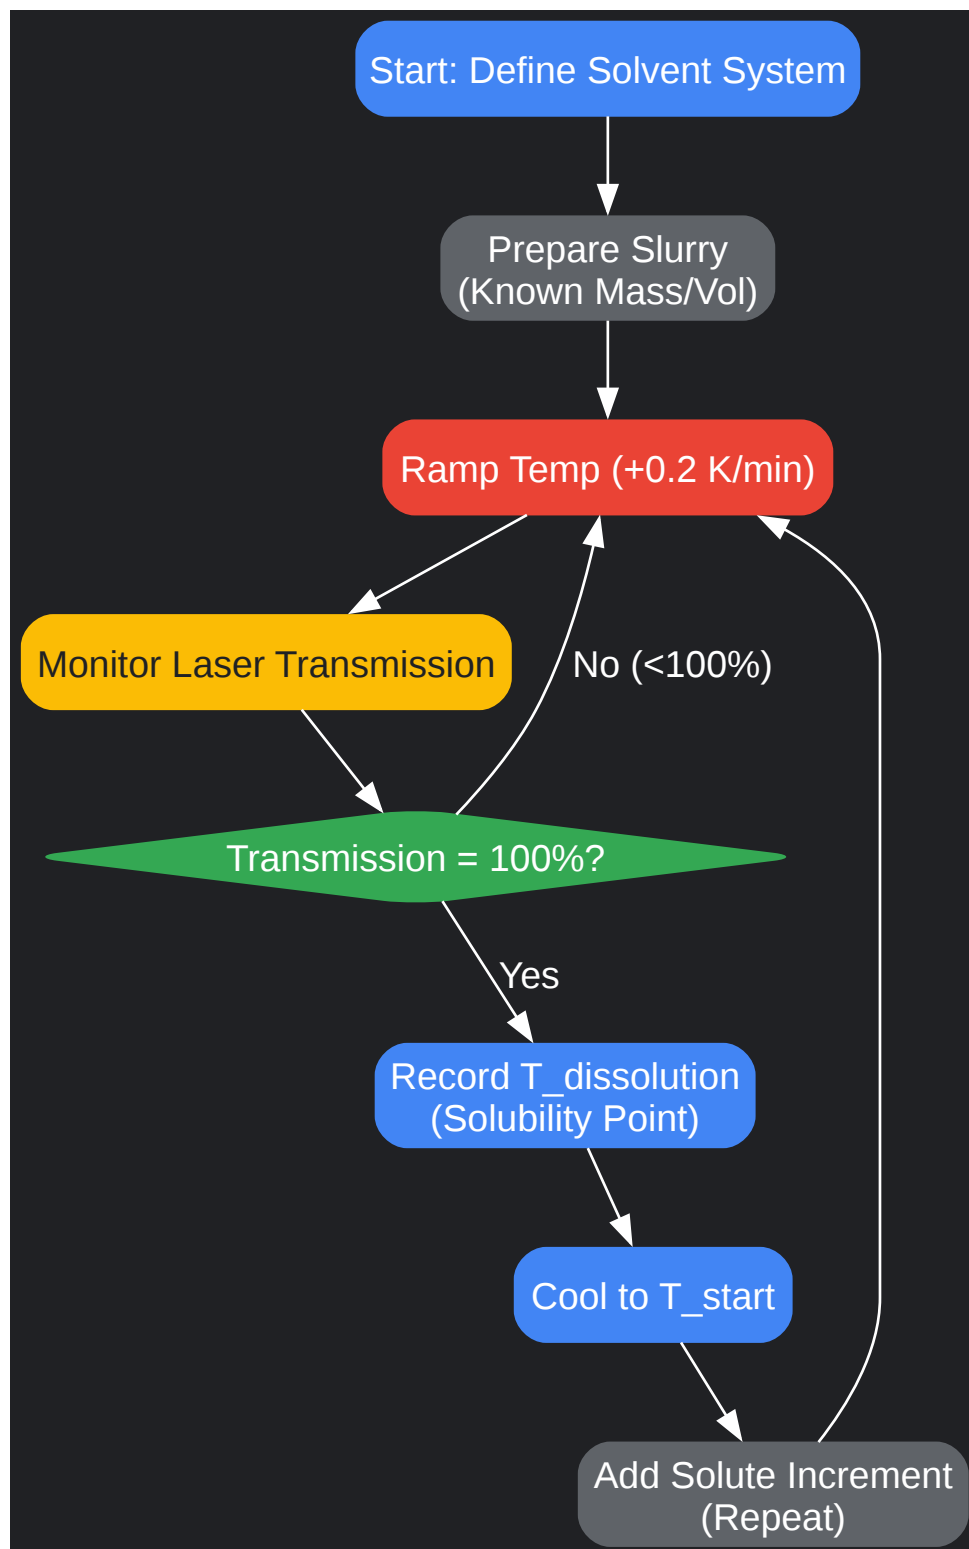 Start: Define Solvent System
Prepare Slurry
(Known Mass/Vol)
Ramp Temp (+0.2 K/min)
Monitor Laser Transmission
No (<100%)
Transmission = 100%?
Yes
Record T_dissolution
(Solubility Point)
Cool to T_start
Add Solute Increment
(Repeat)